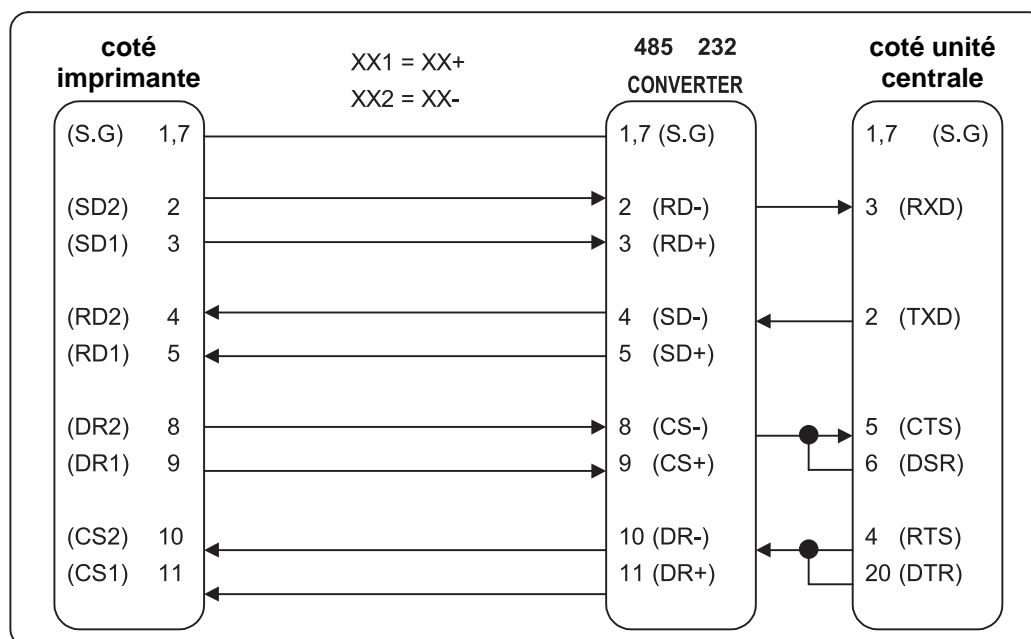 coté
imprimante
XX1 = XX+
XX2 = XX-
485 232
CONVERTER
coté unité
centrale
(S.G) 1,7 1,7 (S.G) 1,7 (S.G)
(SD2) 2 2 (RD-) 3 (RXD)
(SD1) 3 3 (RD+)
(RD2) 4 4 (SD-) 2 (TXD)
(RD1) 5 5 (SD+)
(DR2) 8 8 (CS-) 5 (CTS)
(DR1) 9 9 (CS+) 6 (DSR)
(CS2) 10 10 (DR-) 4 (RTS)
(CS1) 11 11 (DR+) 20 (DTR)